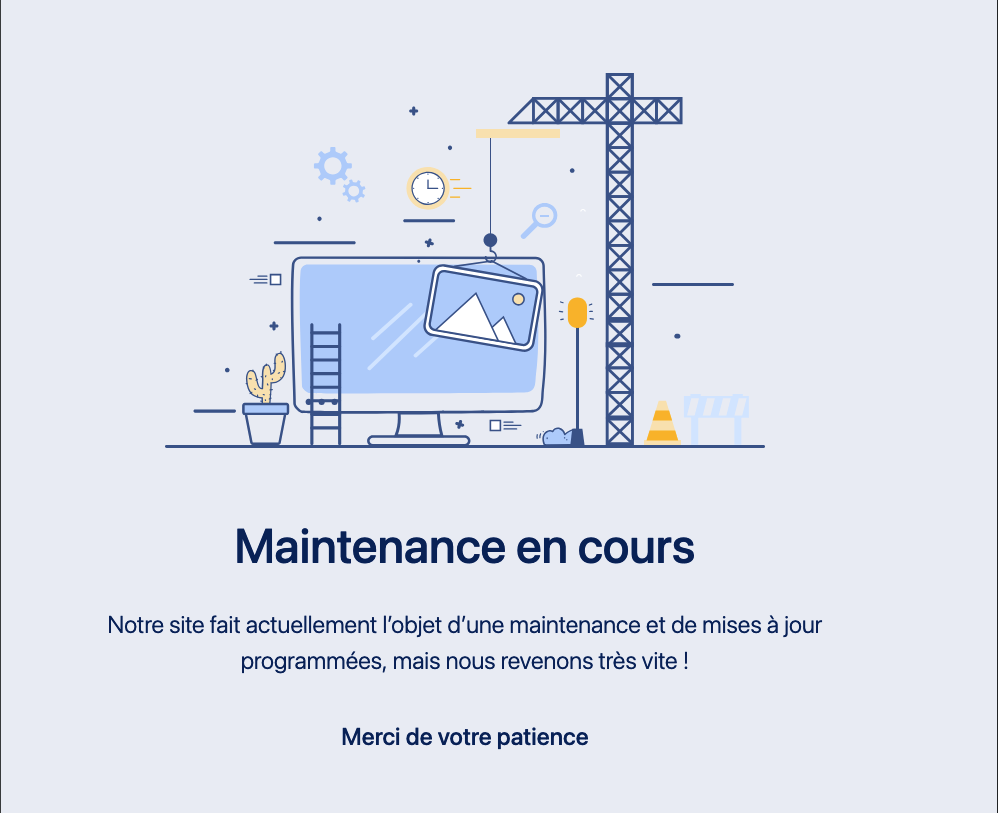 Maintenance en cours
Notre site fait actuellement l’objet d’une maintenance et de mises à jour
programmées, mais nous revenons très vite !
Merci de votre patience